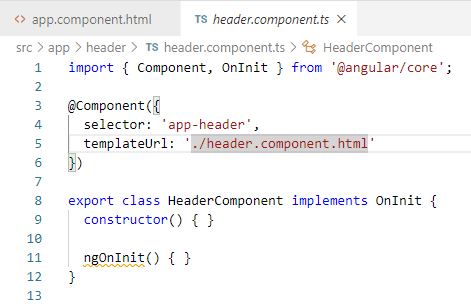 app.component.html TS header.component.ts ×
src > app > header > TS header.component.ts > HeaderComponent
1 import { Component, OnInit } from '@angular/core';
2
3 @Component({
4 selector: 'app-header',
5 templateUrl: './header.component.html'
6 })
7
8 export class HeaderComponent implements OnInit {
9 constructor() { }
10
11 ngOnInit() { }
12 }
13